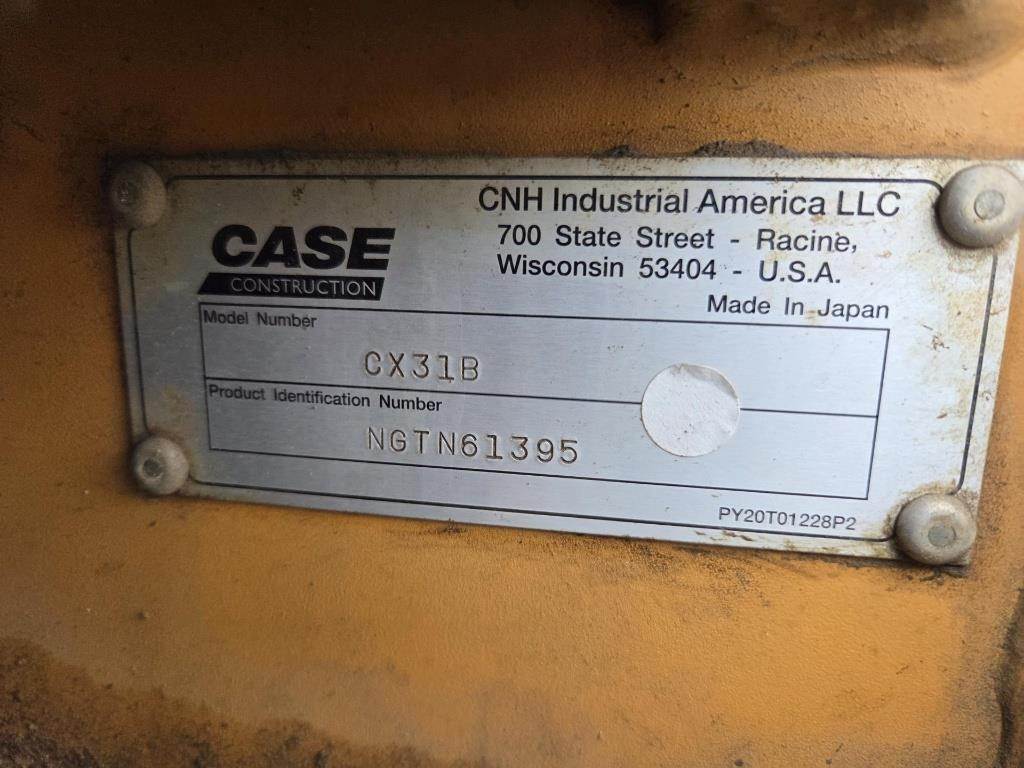 CASE
CONSTRUCTION
CNH Industrial America LLC
700 State Street - Racine,
Wisconsin 53404 - U.S.A.
Made In Japan
Model Number
CX31B
Product Identification Number
NGTN61395
PY20T01228P2